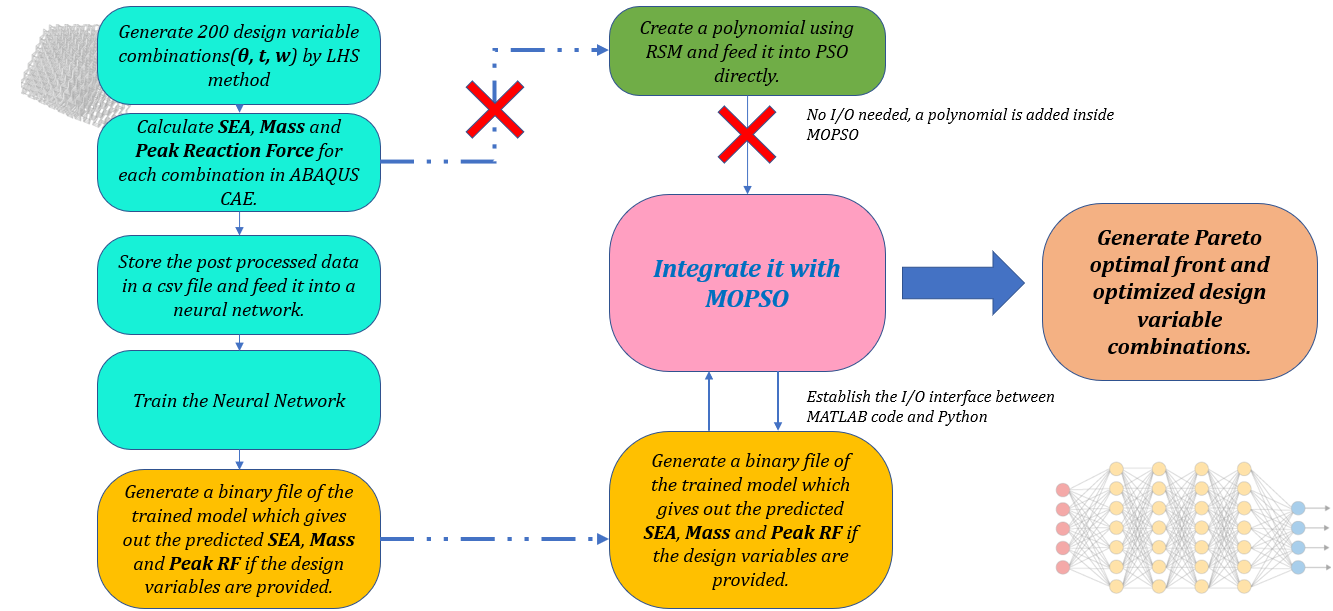 Generate 200 design variable
combinations(θ, t, w) by LHS
method
Calculate SEA, Mass and
Peak Reaction Force for
each combination in ABAQUS
CAE.
Store the post processed data
in a csv file and feed it into a
neural network.
Train the Neural Network
Generate a binary file of the
trained model which gives
out the predicted SEA, Mass
and Peak RF if the design
variables are provided.
Create a polynomial using
RSM and feed it into PSO
directly.
No I/O needed, a polynomial is added inside
MOPSO
Integrate it with
MOPSO
Establish the I/O interface between
MATLAB code and Python
Generate a binary file of
the trained model which
gives out the predicted
SEA, Mass and Peak RF if
the design variables are
provided.
Generate Pareto
optimal front and
optimized design
variable
combinations.